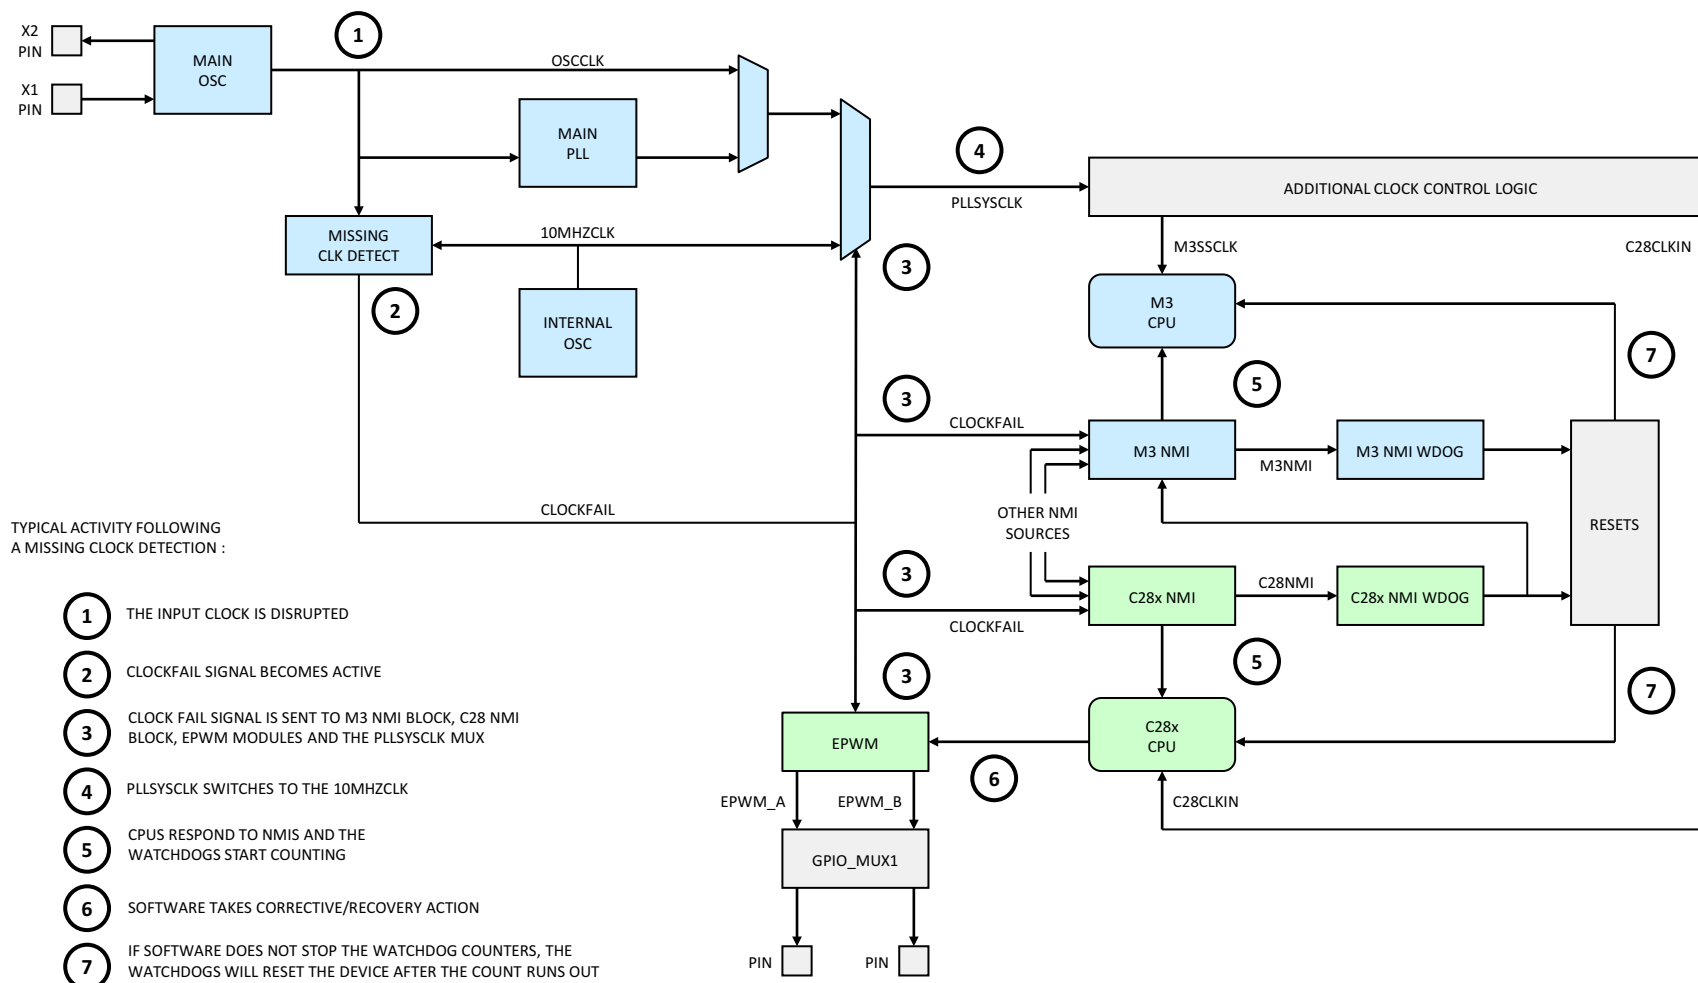 X2
PIN
X1
PIN
MAIN
OSC
1
OSCCLK
MAIN
PLL
4
PLLSYSCLK
ADDITIONAL CLOCK CONTROL LOGIC
MISSING
CLK DETECT
10MHZCLK
2
INTERNAL
OSC
3
M3SSCLK
C28CLKIN
M3
CPU
7
3
5
CLOCKFAIL
M3 NMI
M3NMI
M3 NMI WDOG
CLOCKFAIL
OTHER NMI
SOURCES
RESETS
3
C28x NMI
C28NMI
C28x NMI WDOG
CLOCKFAIL
5
3
7
EPWM
C28x
CPU
6
EPWM_A
EPWM_B
C28CLKIN
GPIO_MUX1
PIN
PIN
TYPICAL ACTIVITY FOLLOWING
A MISSING CLOCK DETECTION :
1
THE INPUT CLOCK IS DISRUPTED
2
CLOCKFAIL SIGNAL BECOMES ACTIVE
3
CLOCK FAIL SIGNAL IS SENT TO M3 NMI BLOCK, C28 NMI
BLOCK, EPWM MODULES AND THE PLLSYSCLK MUX
4
PLLSYSCLK SWITCHES TO THE 10MHZCLK
5
CPUS RESPOND TO NMIS AND THE
WATCHDOGS START COUNTING
6
SOFTWARE TAKES CORRECTIVE/RECOVERY ACTION
7
IF SOFTWARE DOES NOT STOP THE WATCHDOG COUNTERS, THE
WATCHDOGS WILL RESET THE DEVICE AFTER THE COUNT RUNS OUT